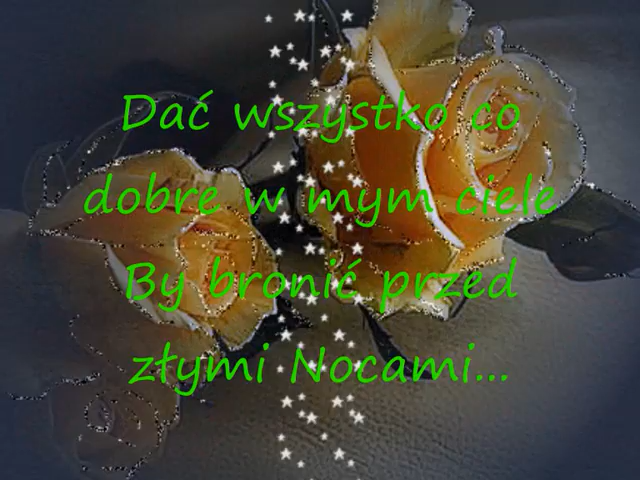 Dać wszystko co
dobre w mym ciele
By bronić przed
złymi Nocami...